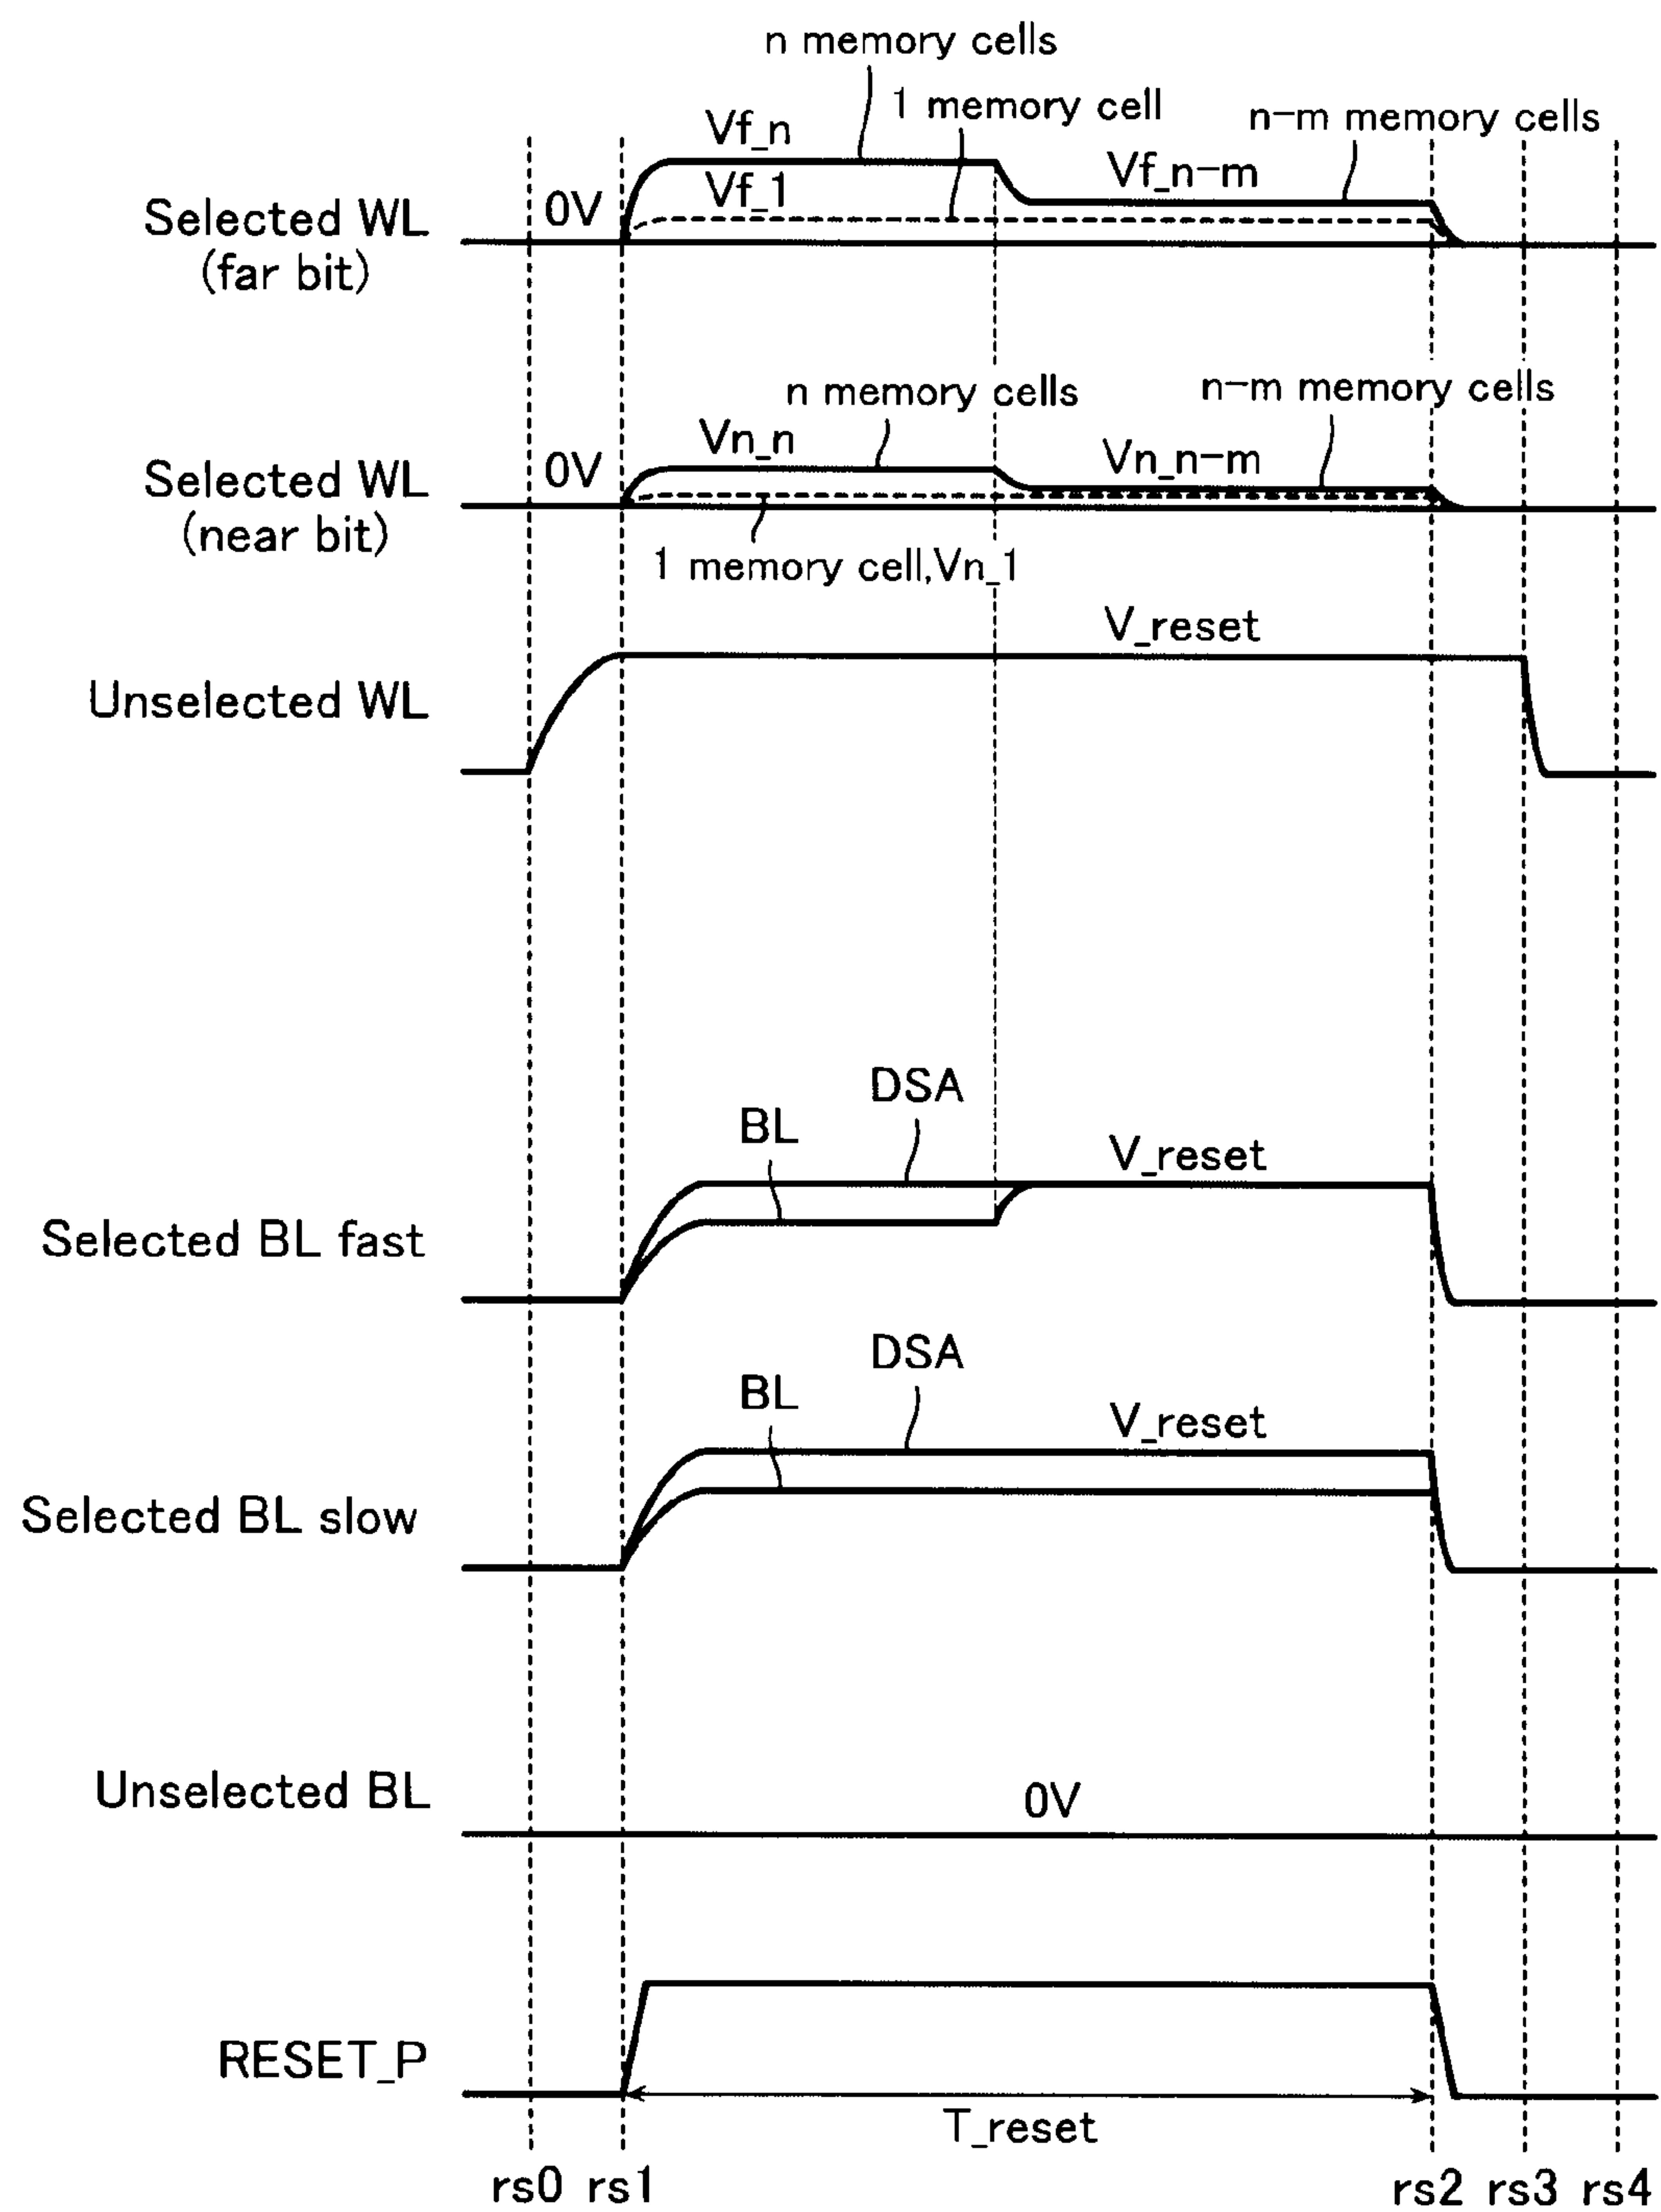 n memory cells
1 memory cell
n-m memory cells
Vf_n
Vf_n-m
Vf_1
0V
Selected WL
(far bit)
n memory cells
n-m memory cells
Vn_n
Vn_n-m
0V
Selected WL
(near bit)
1 memory cell,Vn_1
V_reset
Unselected WL
DSA
BL
V_reset
Selected BL fast
DSA
BL
V_reset
Selected BL slow
Unselected BL
0V
RESET_P
T_reset
rs0 rs1 rs2 rs3 rs4